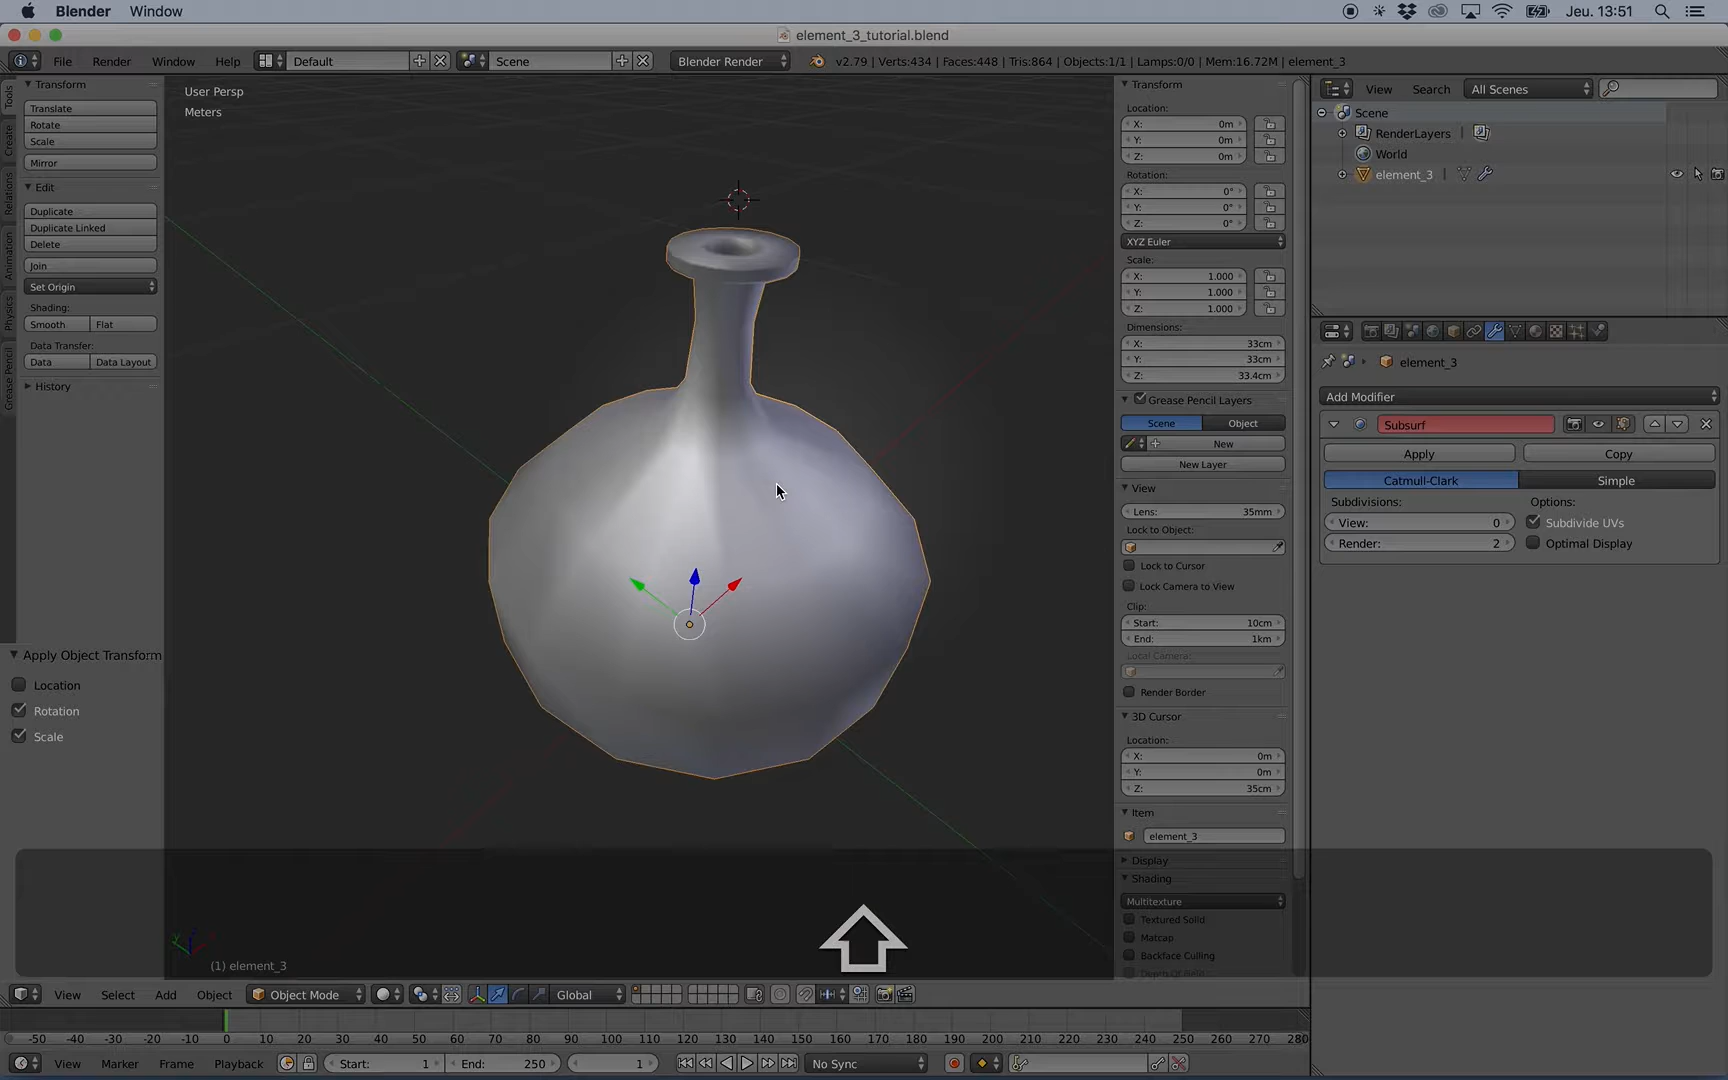 Blender Window Jeu. 13:51
element_3_tutorial.blend
File Render Window Help Default Scene Blender Render v2.79 | Verts:434 | Faces:448 | Tris:864 | Objects:1/1 | Lamps:0/0 | Mem:16.72M | element_3
Tools
Create
Relations
Animation
Physics
Grease Pencil
Transform
Translate
Rotate
Scale
Mirror
Edit
Duplicate
Duplicate Linked
Delete
Join
Set Origin
Shading:
Smooth Flat
Data Transfer:
Data Data Layout
History
Apply Object Transform
Location
Rotation
Scale
User Persp
Meters
(1) element_3
Transform
Location:
X: 0m
Y: 0m
Z: 0m
Rotation:
X: 0°
Y: 0°
Z: 0°
XYZ Euler
Scale:
X: 1.000
Y: 1.000
Z: 1.000
Dimensions:
X: 33cm
Y: 33cm
Z: 33.4cm
Grease Pencil Layers
Scene Object
New
New Layer
View
Lens: 35mm
Lock to Object:
Lock to Cursor
Lock Camera to View
Clip:
Start: 10cm
End: 1km
Local Camera:
Render Border
3D Cursor
Location:
X: 0m
Y: 0m
Z: 35cm
Item
element_3
Display
Shading
Multitexture
Textured Solid
Matcap
Backface Culling
View Search All Scenes
Scene
RenderLayers
World
element_3
element_3
Add Modifier
Subsurf
Apply Copy
Catmull-Clark Simple
Subdivisions: Options:
View: 0 Subdivide UVs
Render: 2 Optimal Display
View Select Add Object Object Mode Global
-50 -40 -30 -20 -10 0 10 20 30 40 50 60 70 80 90 100 110 120 130 140 150 160 170 180 190 200 210 220 230 240 250 260 270 280
View Marker Frame Playback Start: 1 End: 250 1 No Sync